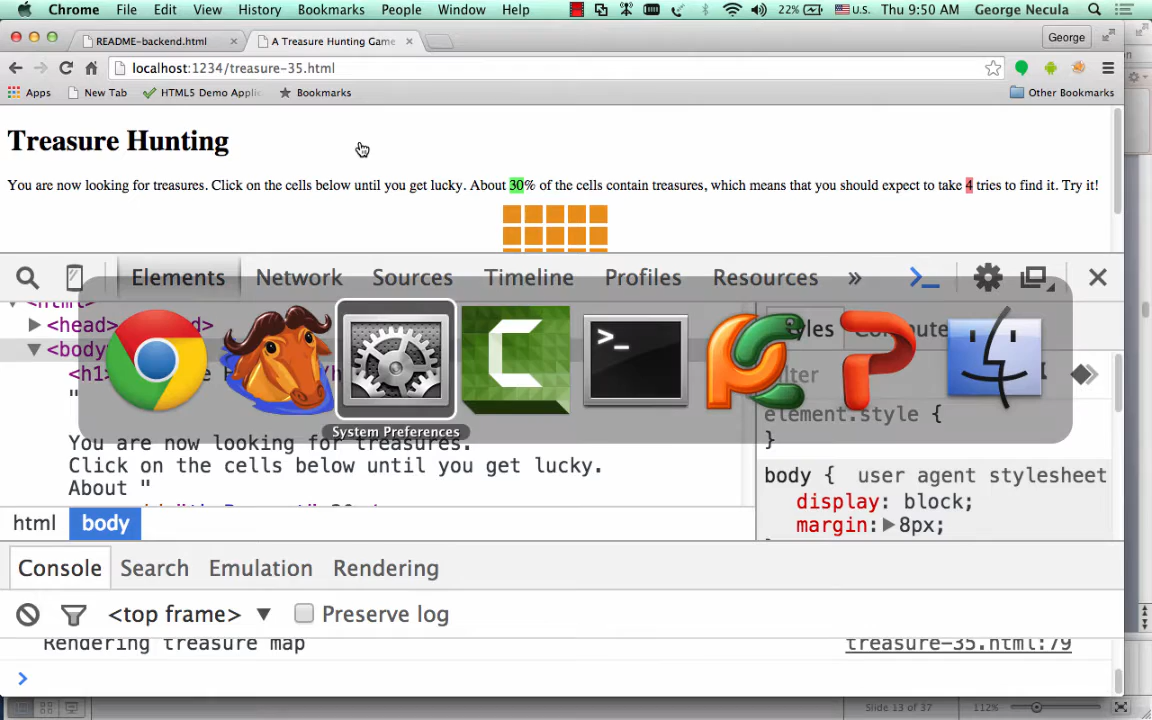 Chrome File Edit View History Bookmarks People Window Help 22% U.S. Thu 9:50 AM George Necula
README-backend.html × A Treasure Hunting Game × George
localhost:1234/treasure-35.html
Apps New Tab HTML5 Demo Applic Bookmarks Other Bookmarks
Treasure Hunting
You are now looking for treasures. Click on the cells below until you get lucky. About 30% of the cells contain treasures, which means that you should expect to take 4 tries to find it. Try it!
Elements Network Sources Timeline Profiles Resources »
<head>
<body
<h1>
"
System Preferences
You are now looking for treasures.
Click on the cells below until you get lucky.
About "
element.style {
}
body { user agent stylesheet
display: block;
margin: 8px;
html body
Console Search Emulation Rendering
<top frame> Preserve log
Rendering treasure map treasure-35.html:79
>
Slide 13 of 37 112%